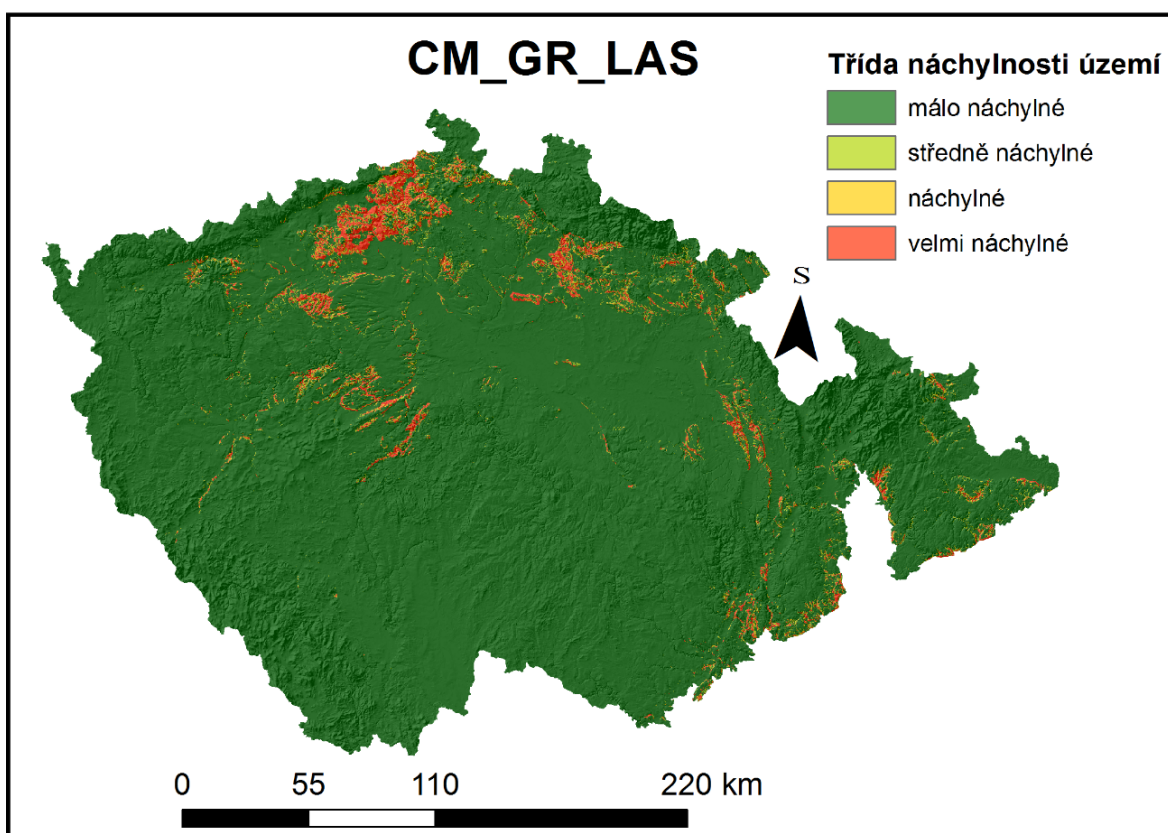 CM_GR_LAS
Třída náchylnosti území
málo náchylné
středně náchylné
náchylné
velmi náchylné
S
0 55 110 220 km